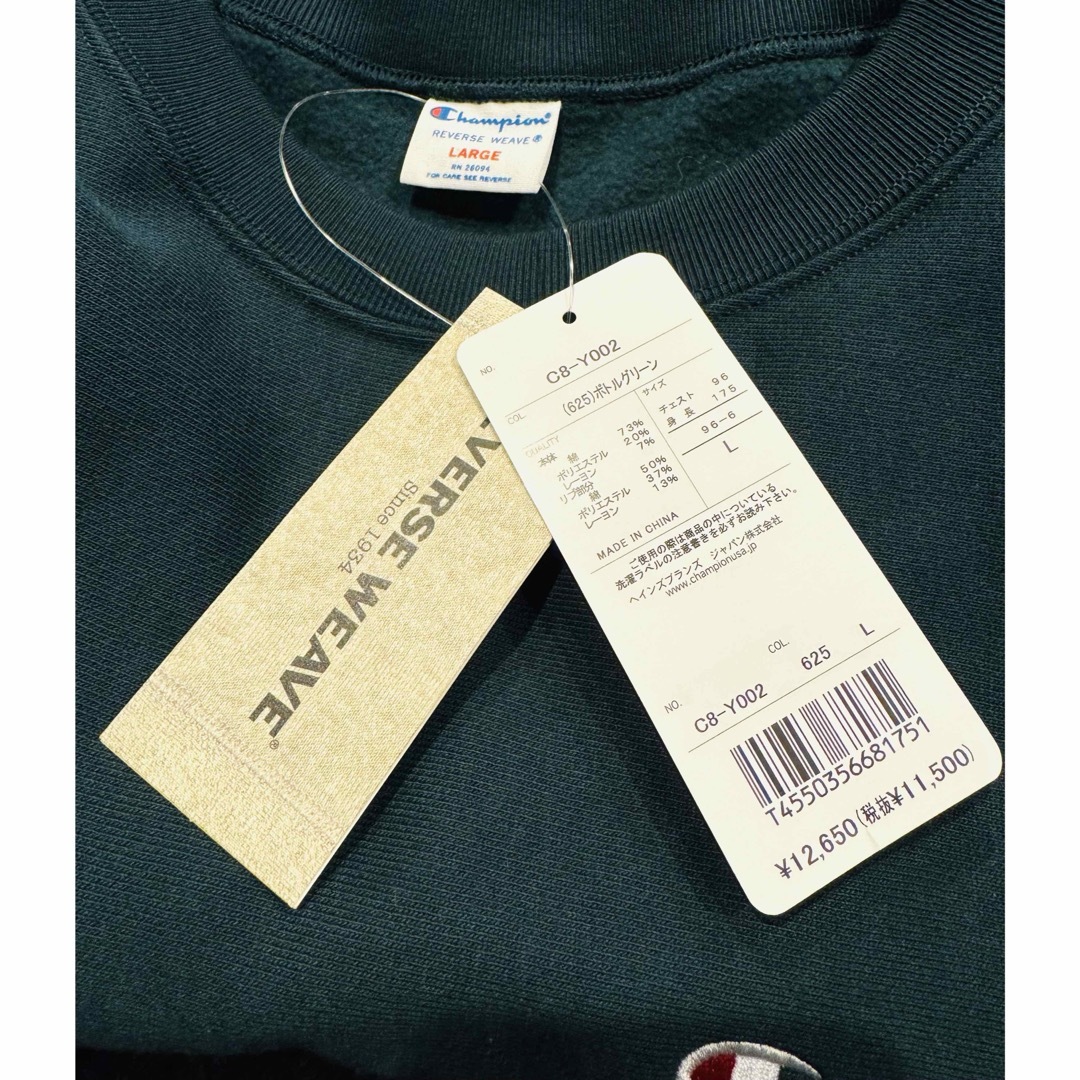 Champion®
REVERSE WEAVE®
LARGE
RN 26094
FOR CARE SEE REVERSE
EVERSE WEAVE®
Since 1934
NO. C8-Y002
COL. (625)ボトルグリーン
QUALITY
本体 綿 73%
ポリエステル 20%
レーヨン 7%
リブ部分
綿 50%
ポリエステル 37%
レーヨン 13%
サイズ
チェスト 96
身長 175
96-6
L
MADE IN CHINA
ご使用の際は商品の中についている
洗濯ラベルの注意書きを必ずお読み下さい。
ヘインズブランズ ジャパン株式会社
www.championusa.jp
COL.
NO. C8-Y002 625 L
T4550356681751
¥12,650(税抜¥11,500)